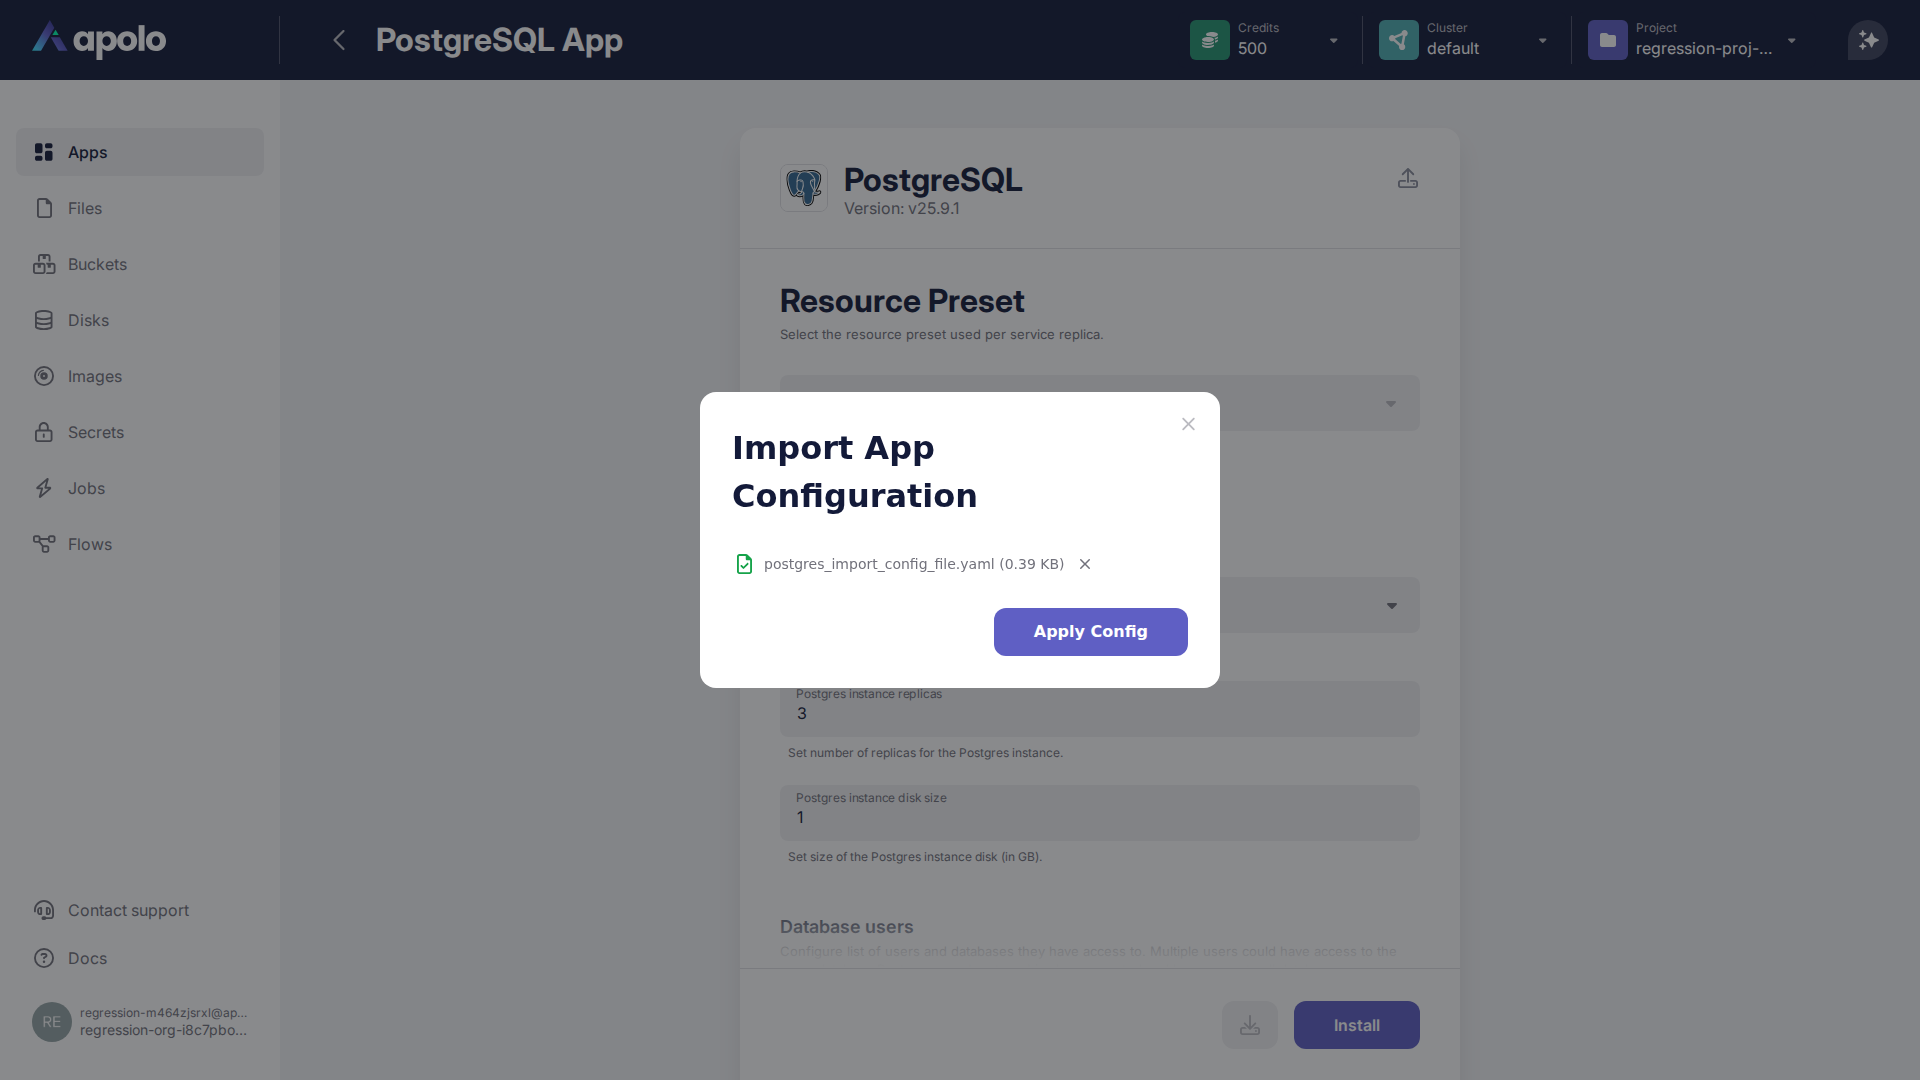 apolo
PostgreSQL App
Credits
500
Cluster
default
Project
regression-proj-...
Apps
Files
Buckets
Disks
Images
Secrets
Jobs
Flows
Contact support
Docs
RE
regression-m464zjsrxl@ap...
regression-org-i8c7pbo...
PostgreSQL
Version: v25.9.1
Resource Preset
Select the resource preset used per service replica.
Import App
Configuration
postgres_import_config_file.yaml (0.39 KB)
Apply Config
Postgres instance replicas
3
Set number of replicas for the Postgres instance.
Postgres instance disk size
1
Set size of the Postgres instance disk (in GB).
Database users
Configure list of users and databases they have access to. Multiple users could have access to the
Install